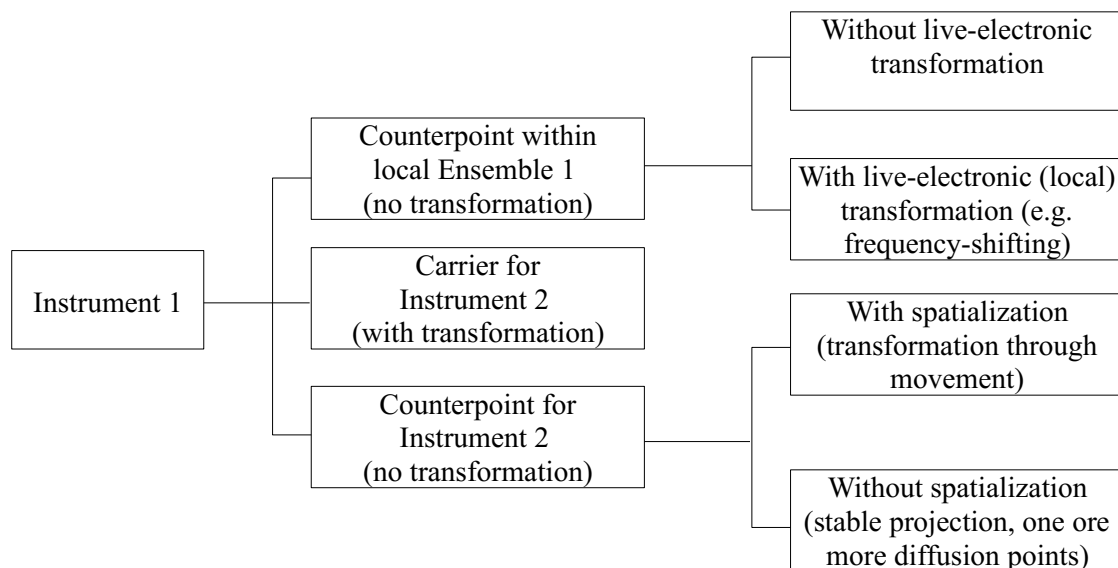 Instrument 1
Counterpoint within
local Ensemble 1
(no transformation)
Carrier for
Instrument 2
(with transformation)
Counterpoint for
Instrument 2
(no transformation)
Without live-electronic
transformation
With live-electronic (local)
transformation (e.g.
frequency-shifting)
With spatialization
(transformation through
movement)
Without spatialization
(stable projection, one ore
more diffusion points)